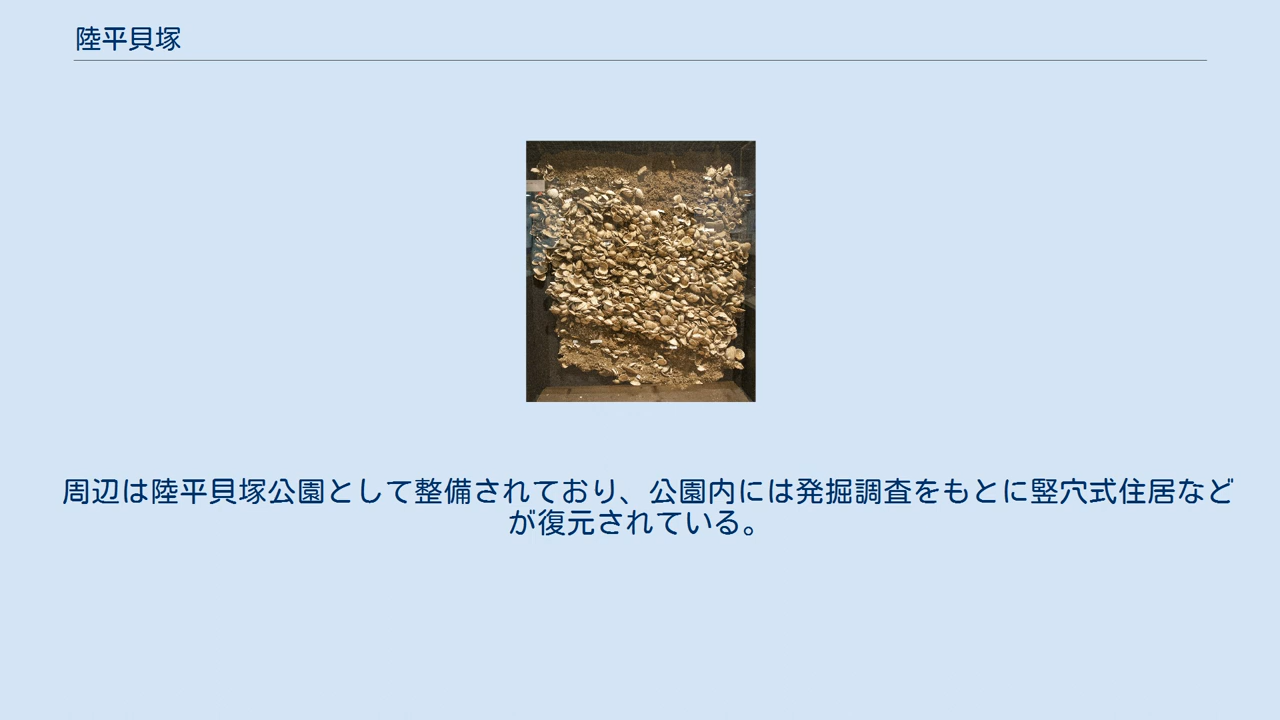 陸平貝塚
周辺は陸平貝塚公園として整備されており、公園内には発掘調査をもとに竪穴式住居など
が復元されている。